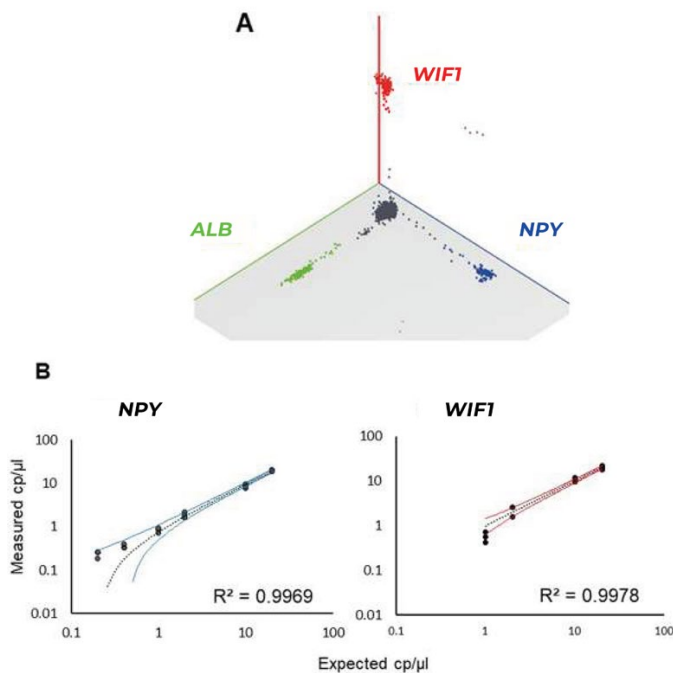 A
WIF1
ALB
NPY
B
NPY
WIF1
Measured cp/µl
100
10
1
0.1
0.01
R² = 0.9969
0.1
1
10
100
100
10
1
0.1
0.01
R² = 0.9978
0.1
1
10
100
Expected cp/µl